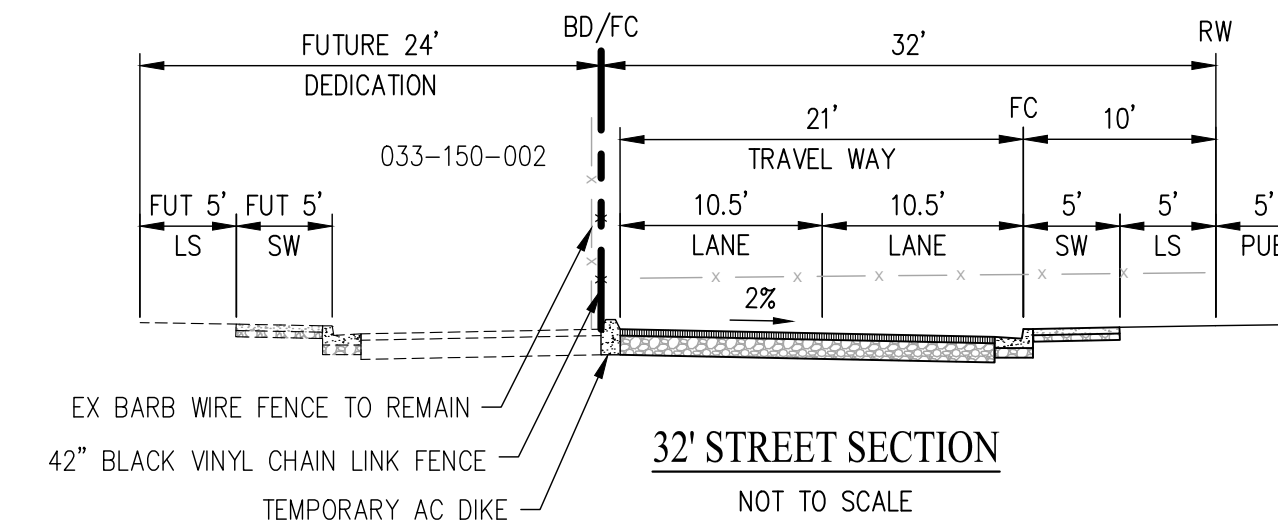 BD/FC
RW
FUTURE 24'
DEDICATION
32'
FC
21'
TRAVEL WAY
10'
033-150-002
FUT 5'
LS
FUT 5'
SW
10.5'
LANE
10.5'
LANE
5'
SW
5'
LS
5'
PUE
2%
EX BARB WIRE FENCE TO REMAIN
42" BLACK VINYL CHAIN LINK FENCE
TEMPORARY AC DIKE
32' STREET SECTION
NOT TO SCALE